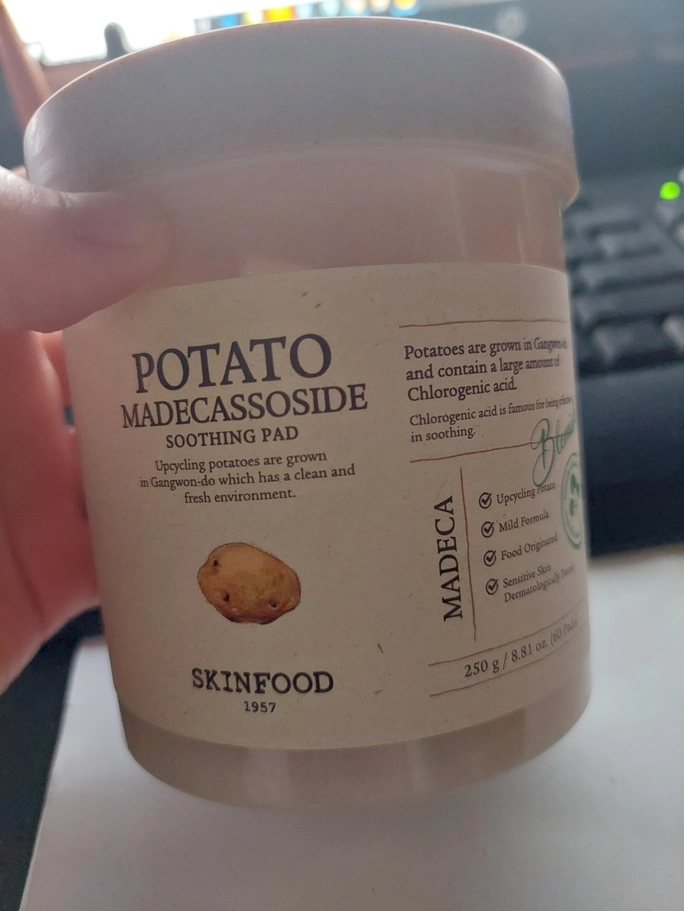 POTATO
MADECASSOSIDE
SOOTHING PAD
Upcycling potatoes are grown
in Gangwon-do which has a clean and
fresh environment.
SKINFOOD
1957
Potatoes are grown in Gangwon-do
and contain a large amount of
Chlorogenic acid.
Chlorogenic acid is famous for being
in soothing.
MADECA
Upcycling Potato
Mild Formula
Food Originated
Sensitive Skin
Dermatologically
250 g / 8.81 oz. (60 Pads)